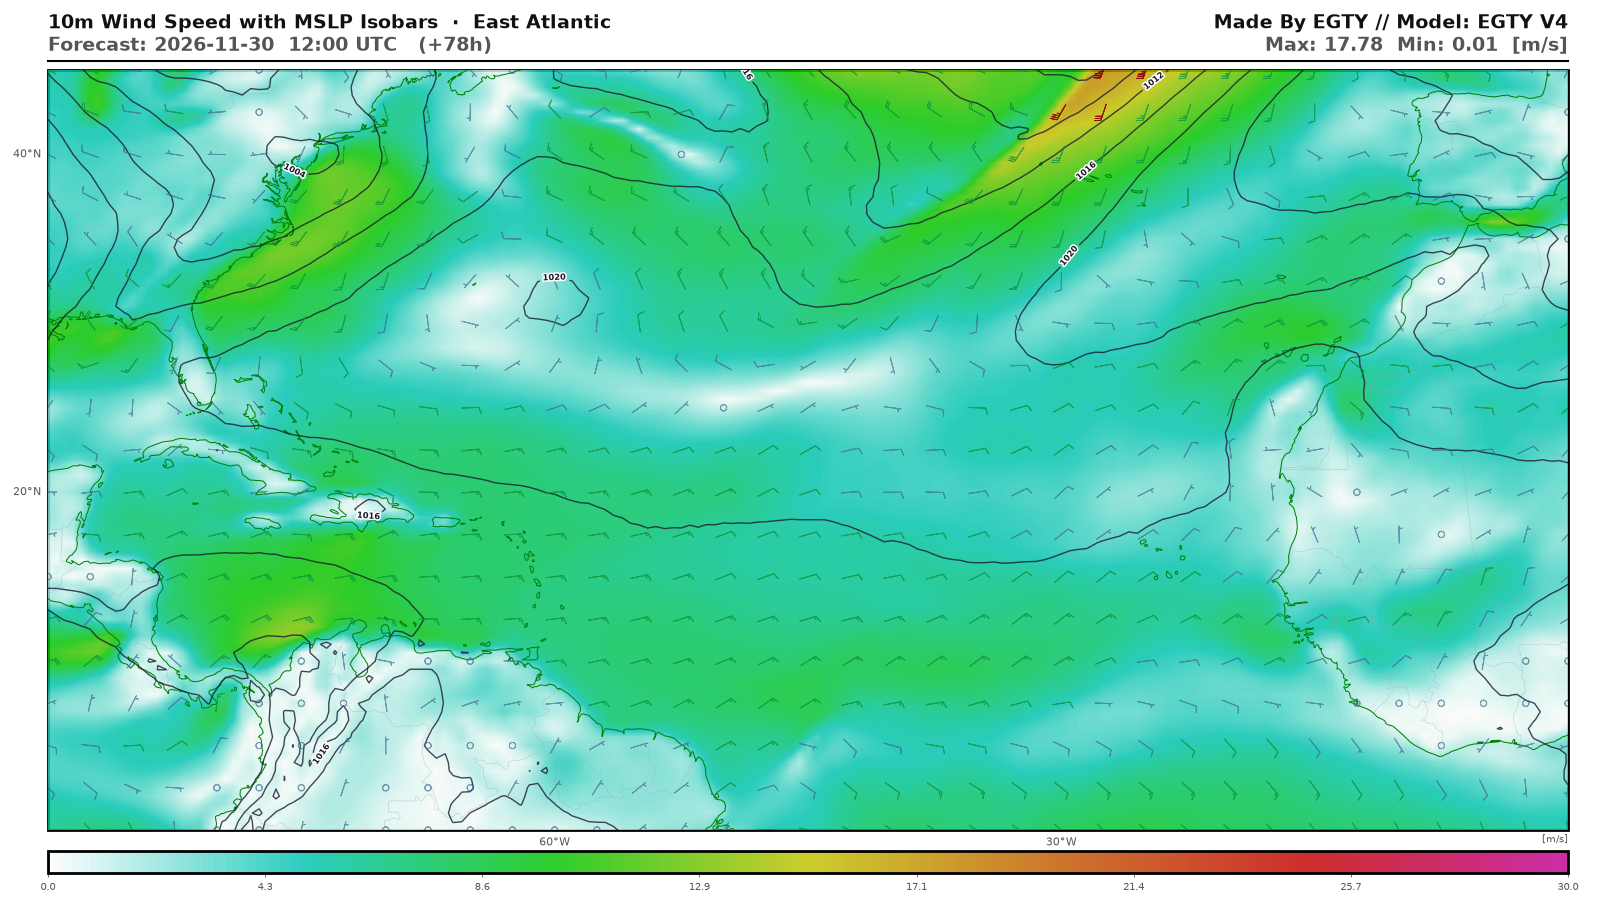 10m Wind Speed with MSLP Isobars · East Atlantic
Made By EGTY // Model: EGTY V4
Forecast: 2026-11-30 12:00 UTC (+78h)
Max: 17.78 Min: 0.01 [m/s]
16
1012
40°N
1004
1016
1020
1020
20°N
1016
1016
60°W
30°W
[m/s]
0.0
4.3
8.6
12.9
17.1
21.4
25.7
30.0